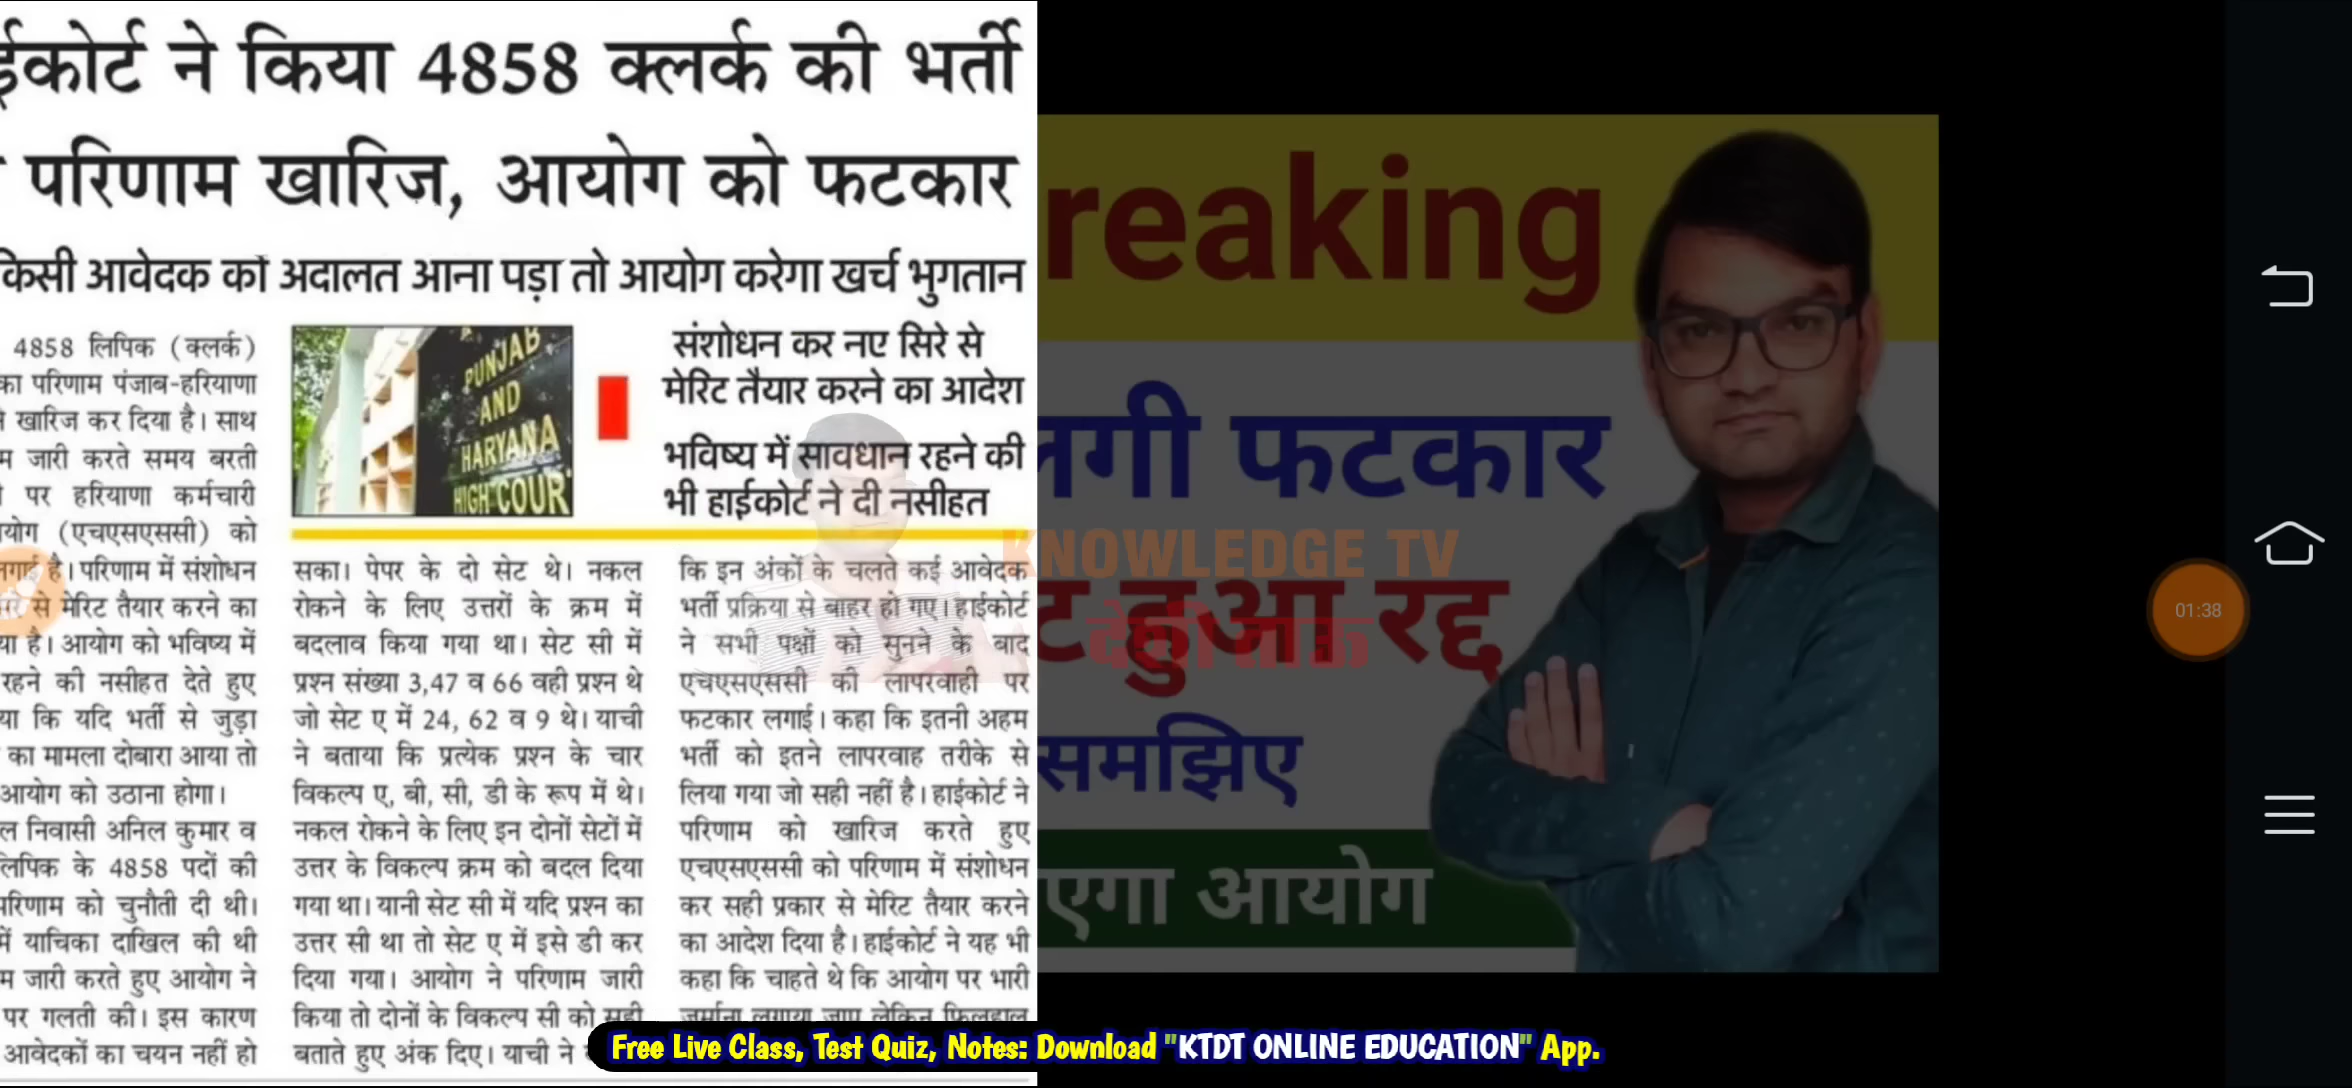 ईकोर्ट ने किया 4858 क्लर्क की भर्ती
परिणाम खारिज, आयोग को फटकार
किसी आवेदक को अदालत आना पड़ा तो आयोग करेगा खर्च भुगतान
4858 लिपिक (क्लर्क)
का परिणाम पंजाब-हरियाणा
खारिज कर दिया है। साथ
जारी करते समय बरती
पर हरियाणा कर्मचारी
योग (एचएसएससी) को
लगाई है। परिणाम में संशोधन
से मेरिट तैयार करने का
या है। आयोग को भविष्य में
रहने की नसीहत देते हुए
या कि यदि भर्ती से जुड़ा
का मामला दोबारा आया तो
आयोग को उठाना होगा।
ल निवासी अनिल कुमार व
लिपिक के 4858 पदों की
परिणाम को चुनौती दी थी।
में याचिका दाखिल की थी
म जारी करते हुए आयोग ने
पर गलती की। इस कारण
आवेदकों का चयन नहीं हो
PUNJAB
AND
HARYANA
HIGH COUR
संशोधन कर नए सिरे से
मेरिट तैयार करने का आदेश
भविष्य में सावधान रहने की
भी हाईकोर्ट ने दी नसीहत
सका। पेपर के दो सेट थे। नकल
रोकने के लिए उत्तरों के क्रम में
बदलाव किया गया था। सेट सी में
प्रश्न संख्या 3,47 व 66 वही प्रश्न थे
जो सेट ए में 24, 62 व 9 थे। याची
ने बताया कि प्रत्येक प्रश्न के चार
विकल्प ए, बी, सी, डी के रूप में थे।
नकल रोकने के लिए इन दोनों सेटों में
उत्तर के विकल्प क्रम को बदल दिया
गया था। यानी सेट सी में यदि प्रश्न का
उत्तर सी था तो सेट ए में इसे डी कर
दिया गया। आयोग ने परिणाम जारी
किया तो दोनों के विकल्प सी को सही
बताते हुए अंक दिए। याची ने
कि इन अंकों के चलते कई आवेदक
भर्ती प्रक्रिया से बाहर हो गए। हाईकोर्ट
ने सभी पक्षों को सुनने के बाद
एचएसएससी की लापरवाही पर
फटकार लगाई। कहा कि इतनी अहम
भर्ती को इतने लापरवाह तरीके से
लिया गया जो सही नहीं है। हाईकोर्ट ने
परिणाम को खारिज करते हुए
एचएसएससी को परिणाम में संशोधन
कर सही प्रकार से मेरिट तैयार करने
का आदेश दिया है। हाईकोर्ट ने यह भी
कहा कि चाहते थे कि आयोग पर भारी
जुर्माना लगाया जाए लेकिन फिलहाल
reaking
लगी फटकार
KNOWLEDGE TV
ट हुआ रद्द
समझिए
एगा आयोग
01:38
Free Live Class, Test Quiz, Notes: Download "KTDT ONLINE EDUCATION" App.